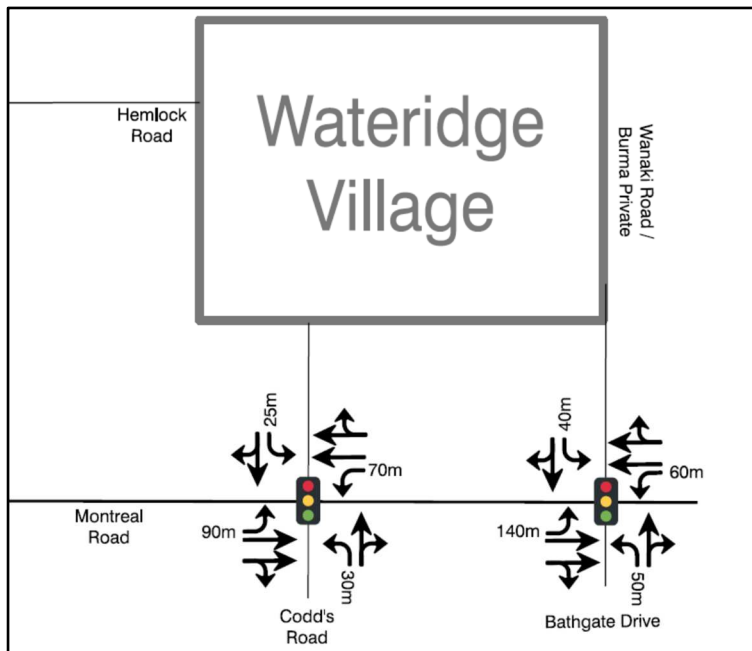 Wateridge
Village
Hemlock
Road
Wanaki Road /
Burma Private
25m
70m
40m
60m
Montreal
Road
90m
30m
140m
50m
Codd's
Road
Bathgate Drive